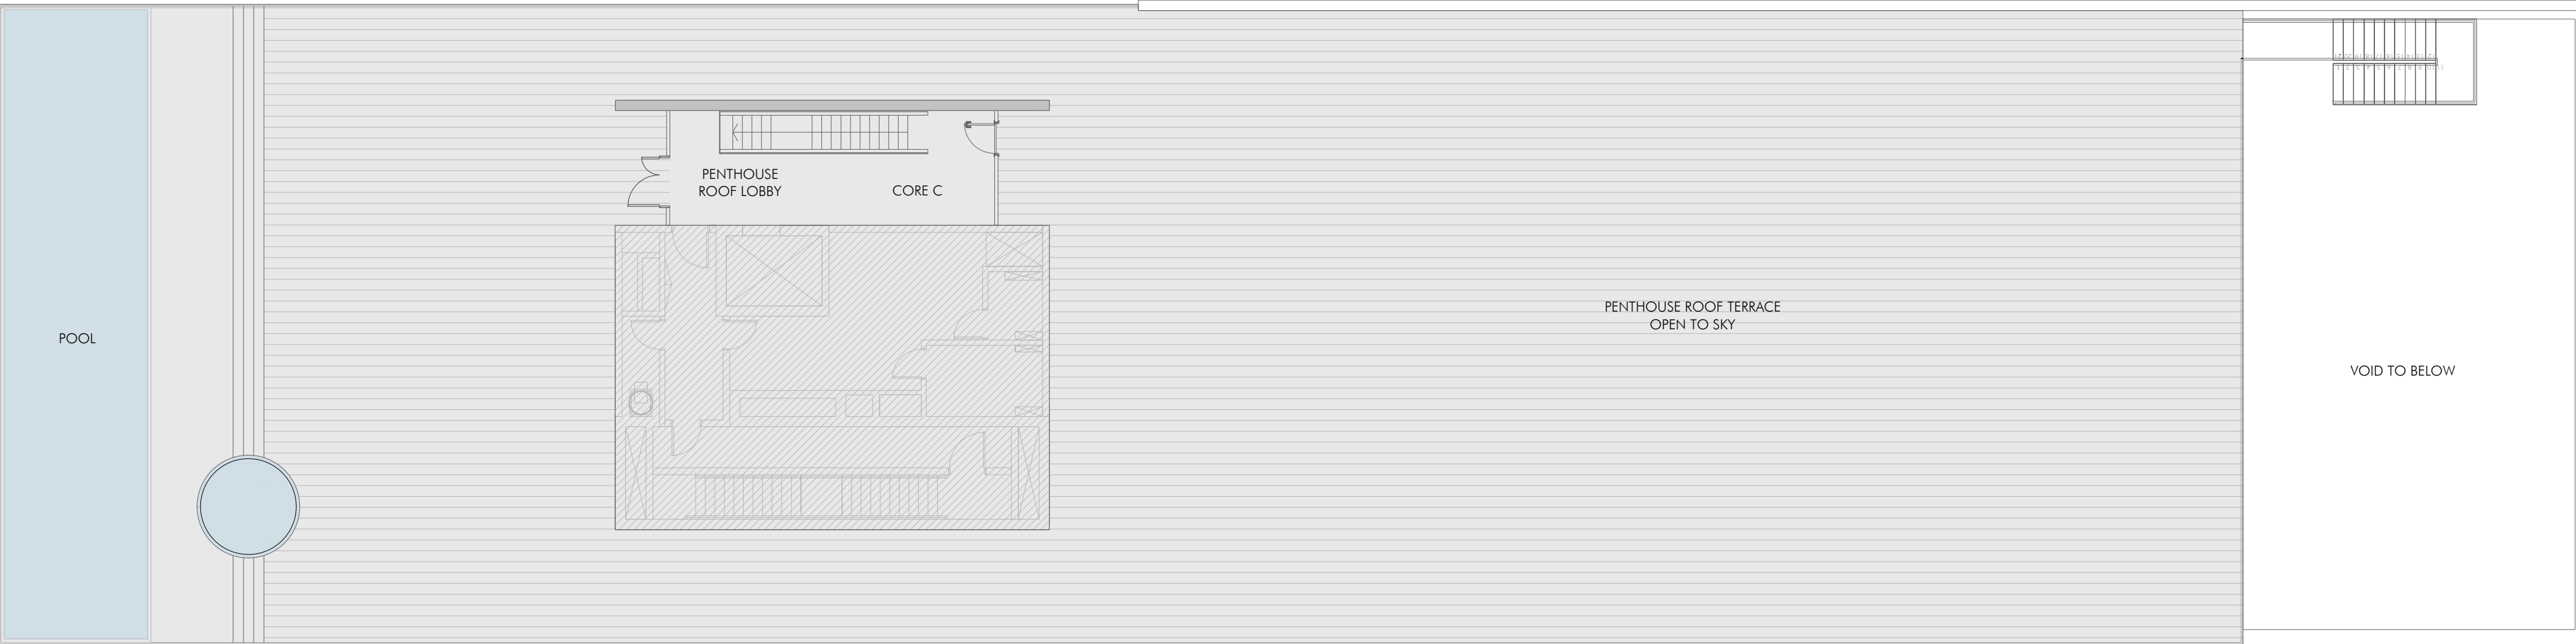 PENTHOUSE
ROOF LOBBY
CORE C
PENTHOUSE ROOF TERRACE
OPEN TO SKY
POOL
VOID TO BELOW